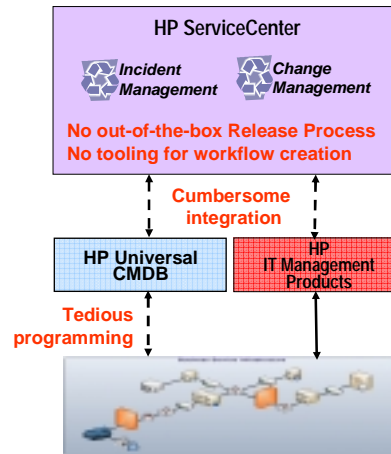 HP ServiceCenter
Incident
Management
Change
Management
No out-of-the-box Release Process
No tooling for workflow creation
Cumbersome
integration
HP Universal
CMDB
HP
IT Management
Products
Tedious
programming